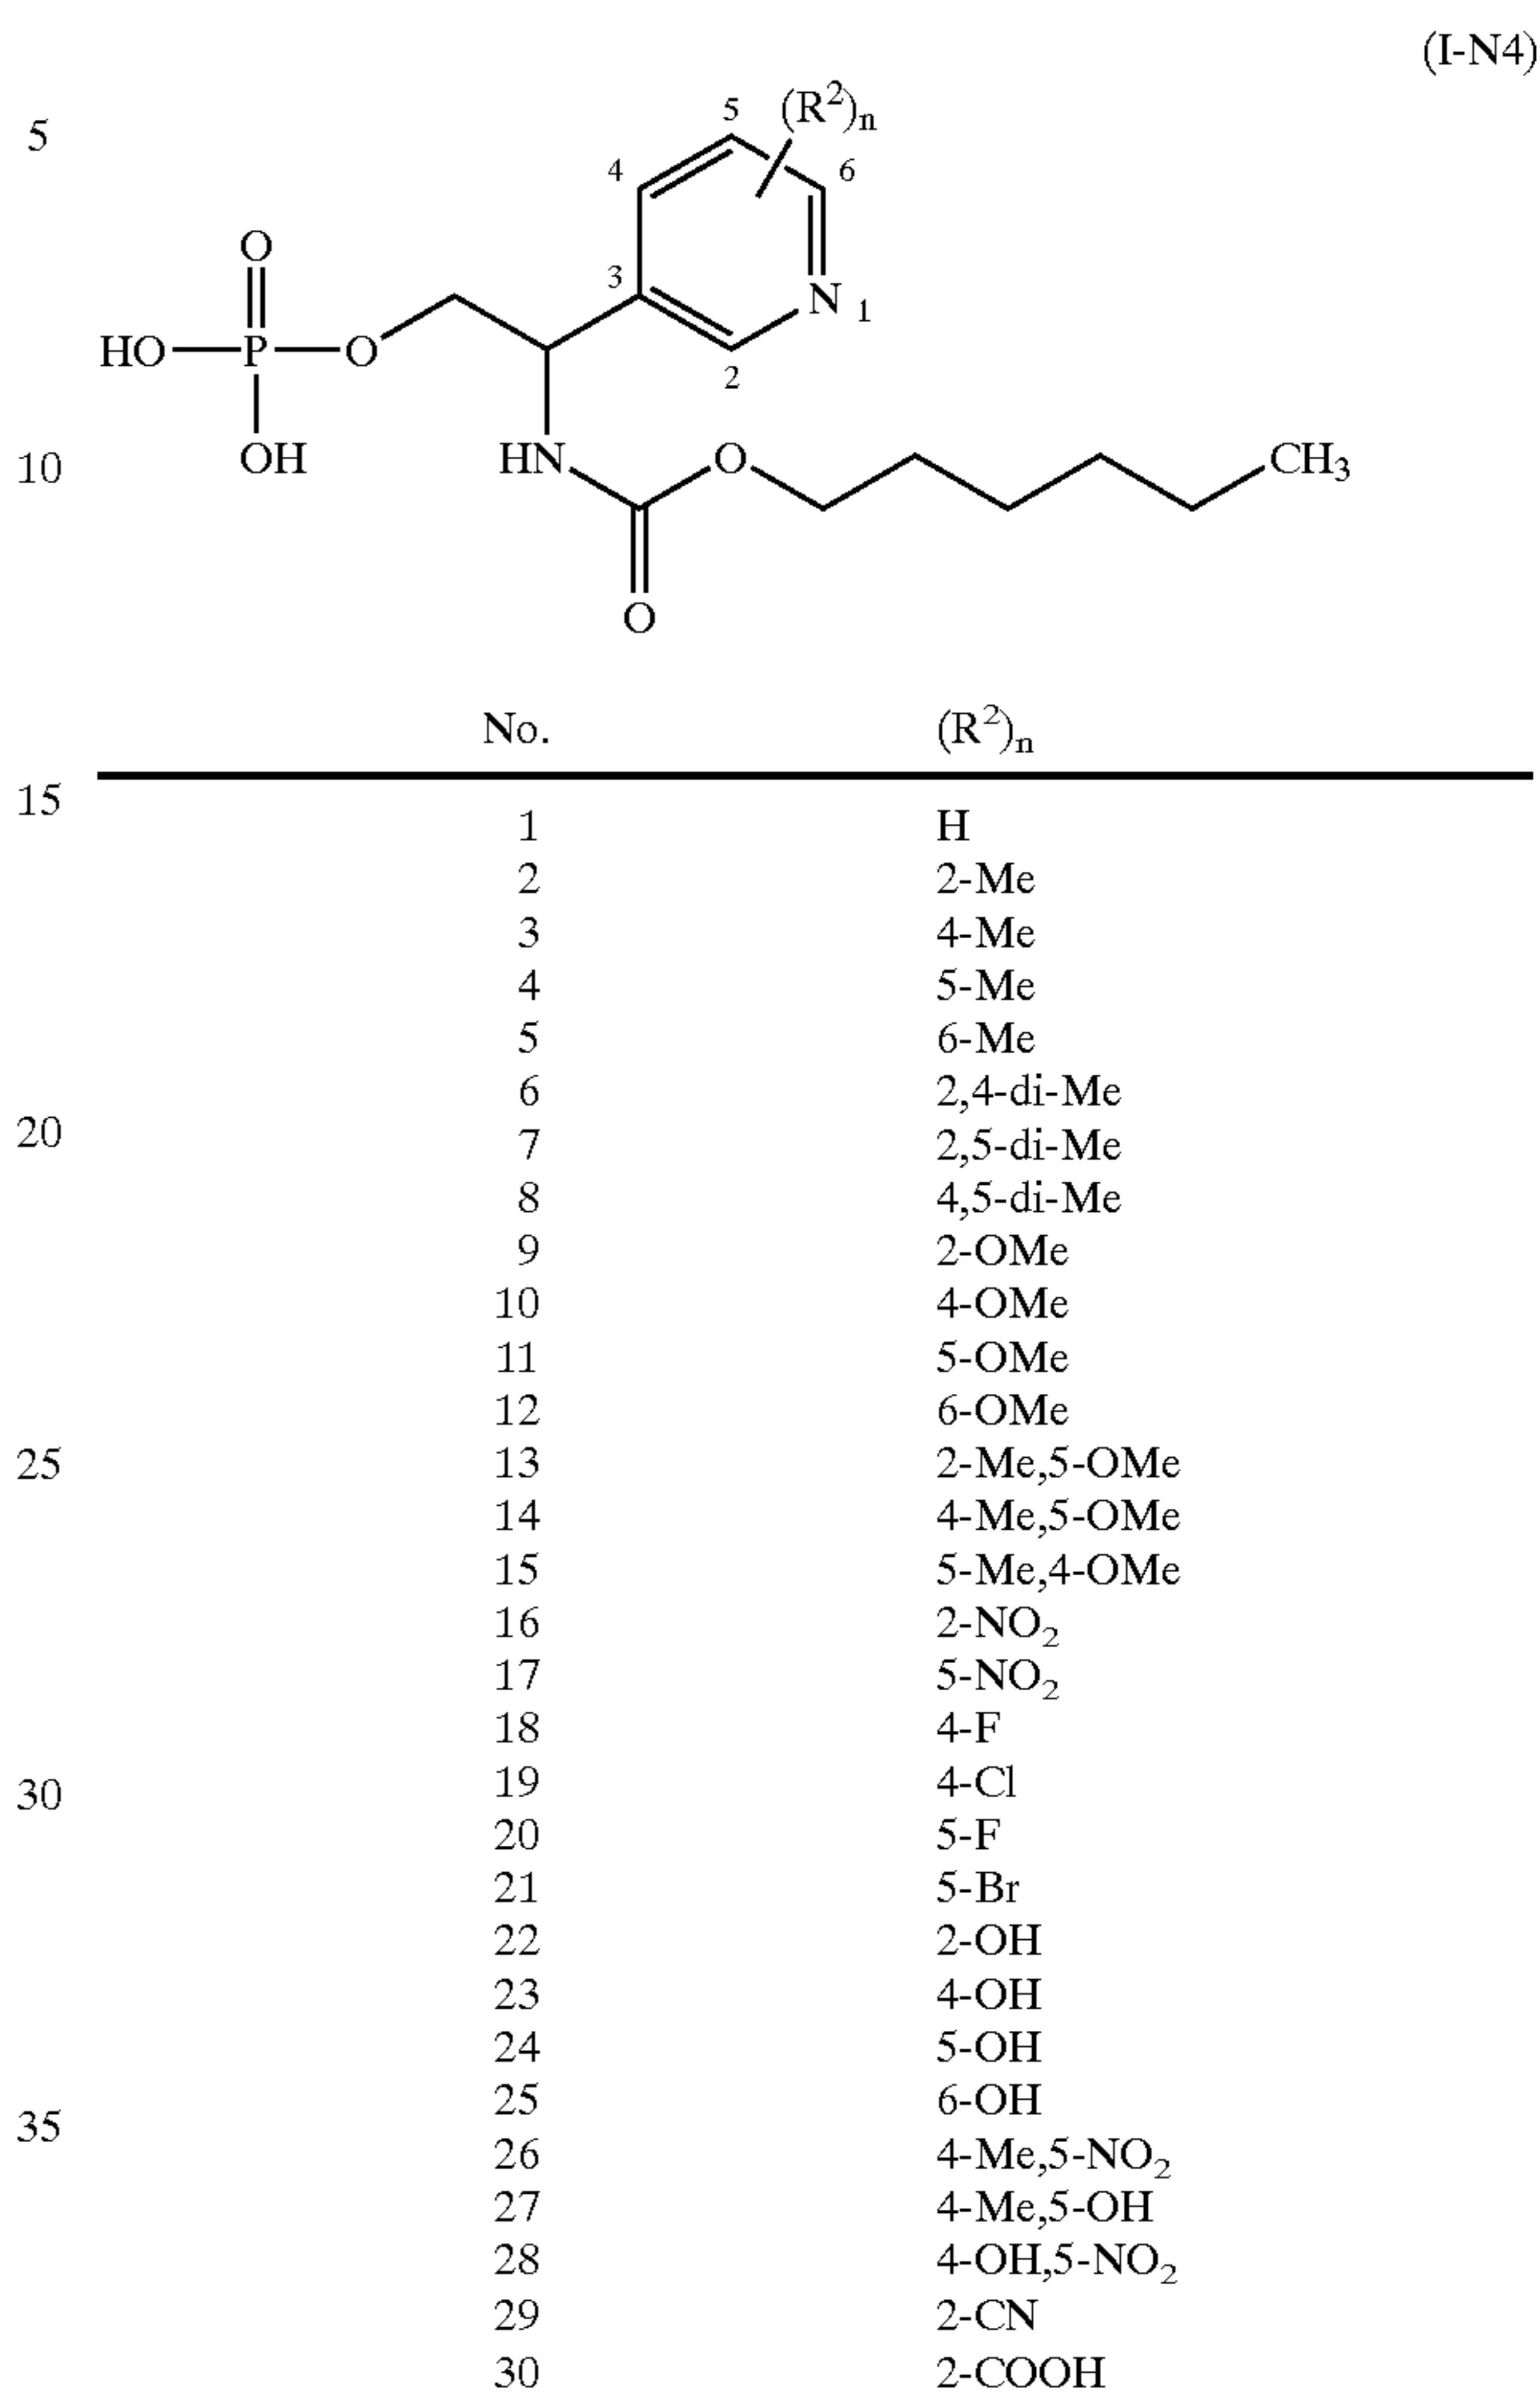 (I-N4)
5
(R²)ₙ
5
4
6
O
3
N 1
HO P O
2
OH
HN
O
CH₃
10
O
No. (R²)ₙ
15
1 H
2 2-Me
3 4-Me
4 5-Me
5 6-Me
6 2,4-di-Me
20
7 2,5-di-Me
8 4,5-di-Me
9 2-OMe
10 4-OMe
11 5-OMe
12 6-OMe
25
13 2-Me,5-OMe
14 4-Me,5-OMe
15 5-Me,4-OMe
16 2-NO₂
17 5-NO₂
18 4-F
30
19 4-Cl
20 5-F
21 5-Br
22 2-OH
23 4-OH
24 5-OH
25 6-OH
35
26 4-Me,5-NO₂
27 4-Me,5-OH
28 4-OH,5-NO₂
29 2-CN
30 2-COOH